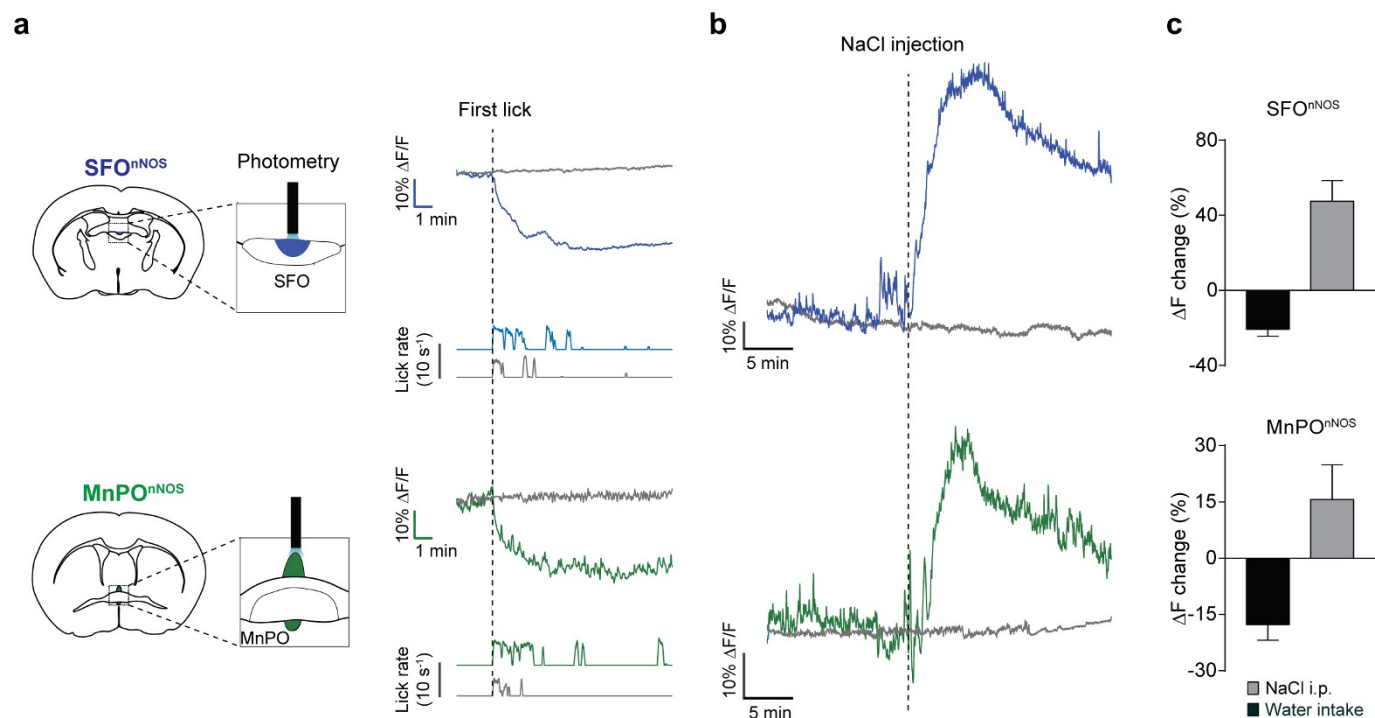 a
SFOnNOS
Photometry
SFO
First lick
10% ΔF/F
1 min
Lick rate
(10 s-1)
MnPOnNOS
MnPO
10% ΔF/F
1 min
Lick rate
(10 s-1)
b
NaCl injection
10% ΔF/F
5 min
10% ΔF/F
5 min
c
SFOnNOS
ΔF change (%)
80
40
0
-40
MnPOnNOS
ΔF change (%)
30
15
0
-15
-30
NaCl i.p.
Water intake